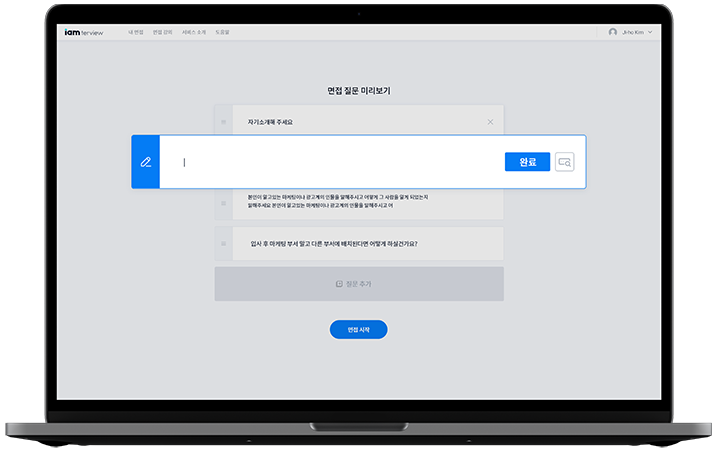 iamterview
내 면접 면접 강의 서비스 소개 도움말
Jiho Kim
면접 질문 미리보기
자기소개해 주세요
완료
본인이 알고있는 마케팅이나 광고계의 인물을 말해주시고 어떻게 그 사람을 알게 되었는지
말해주세요 본인이 알고있는 마케팅이나 광고계의 인물을 말해주시고 어
입사 후 마케팅 부서 말고 다른 부서에 배치된다면 어떻게 하실건가요?
질문 추가
면접 시작